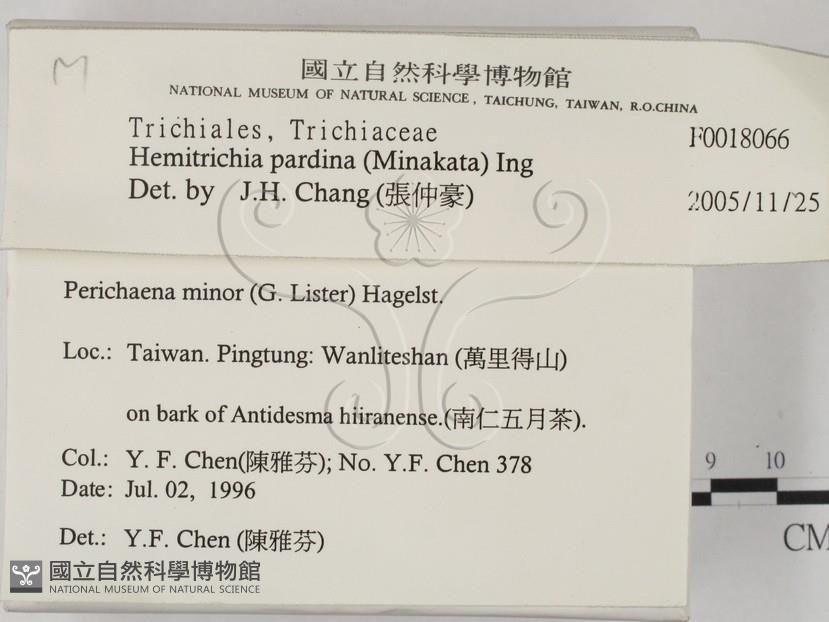 M
國立自然科學博物館
NATIONAL MUSEUM OF NATURAL SCIENCE, TAICHUNG, TAIWAN, R.O.CHINA
Trichiales, Trichiaceae F0018066
Hemitrichia pardina (Minakata) Ing
Det. by J.H. Chang (張仲豪) 2005/11/25
Perichaena minor (G. Lister) Hagelst.
Loc.: Taiwan. Pingtung: Wanliteshan (萬里得山)
on bark of Antidesma hiiranense.(南仁五月茶).
Col.: Y. F. Chen(陳雅芬); No. Y.F. Chen 378
Date: Jul. 02, 1996
Det.: Y.F. Chen (陳雅芬)
9 10
CM
國立自然科學博物館
NATIONAL MUSEUM OF NATURAL SCIENCE